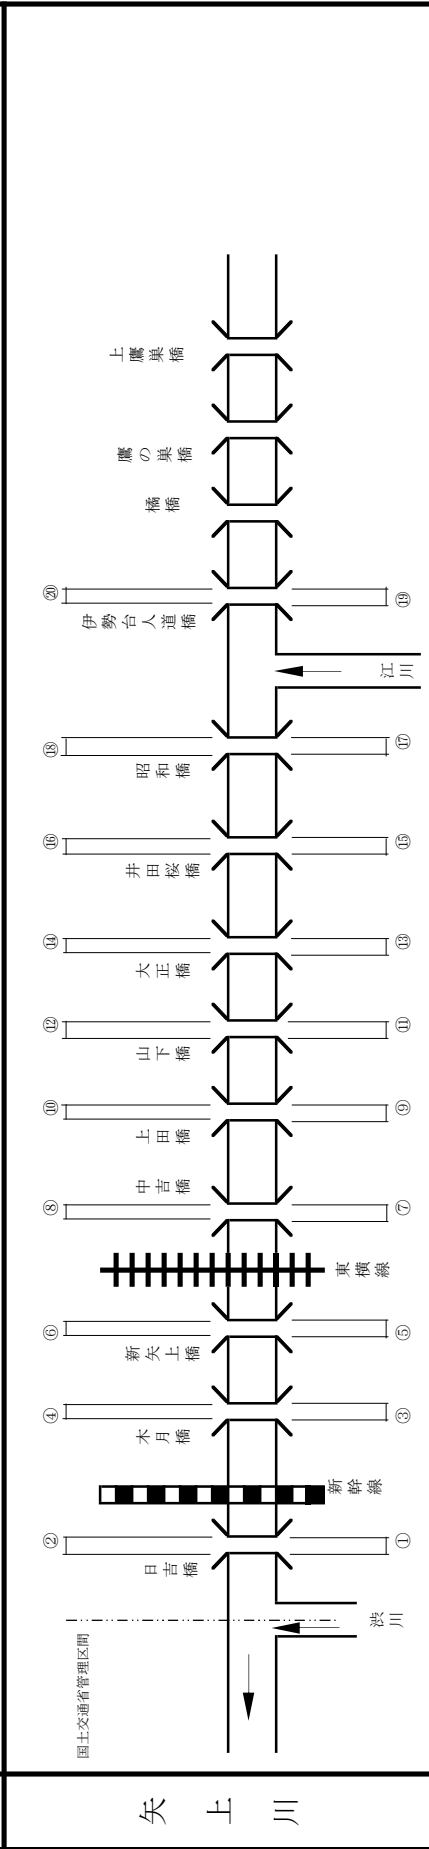 上鷹巣橋
鷹の巣橋
橘橋
⑳
伊勢台人道橋
⑲
江川
⑱
昭和橋
⑰
⑯
井田桜橋
⑮
⑭
大正橋
⑬
⑫
山下橋
⑪
⑩
上田橋
⑨
中吉橋
⑧
⑦
東横線
⑥
新矢上橋
⑤
④
木月橋
③
新幹線
②
日吉橋
①
渋川
国土交通省管理区間
矢上川